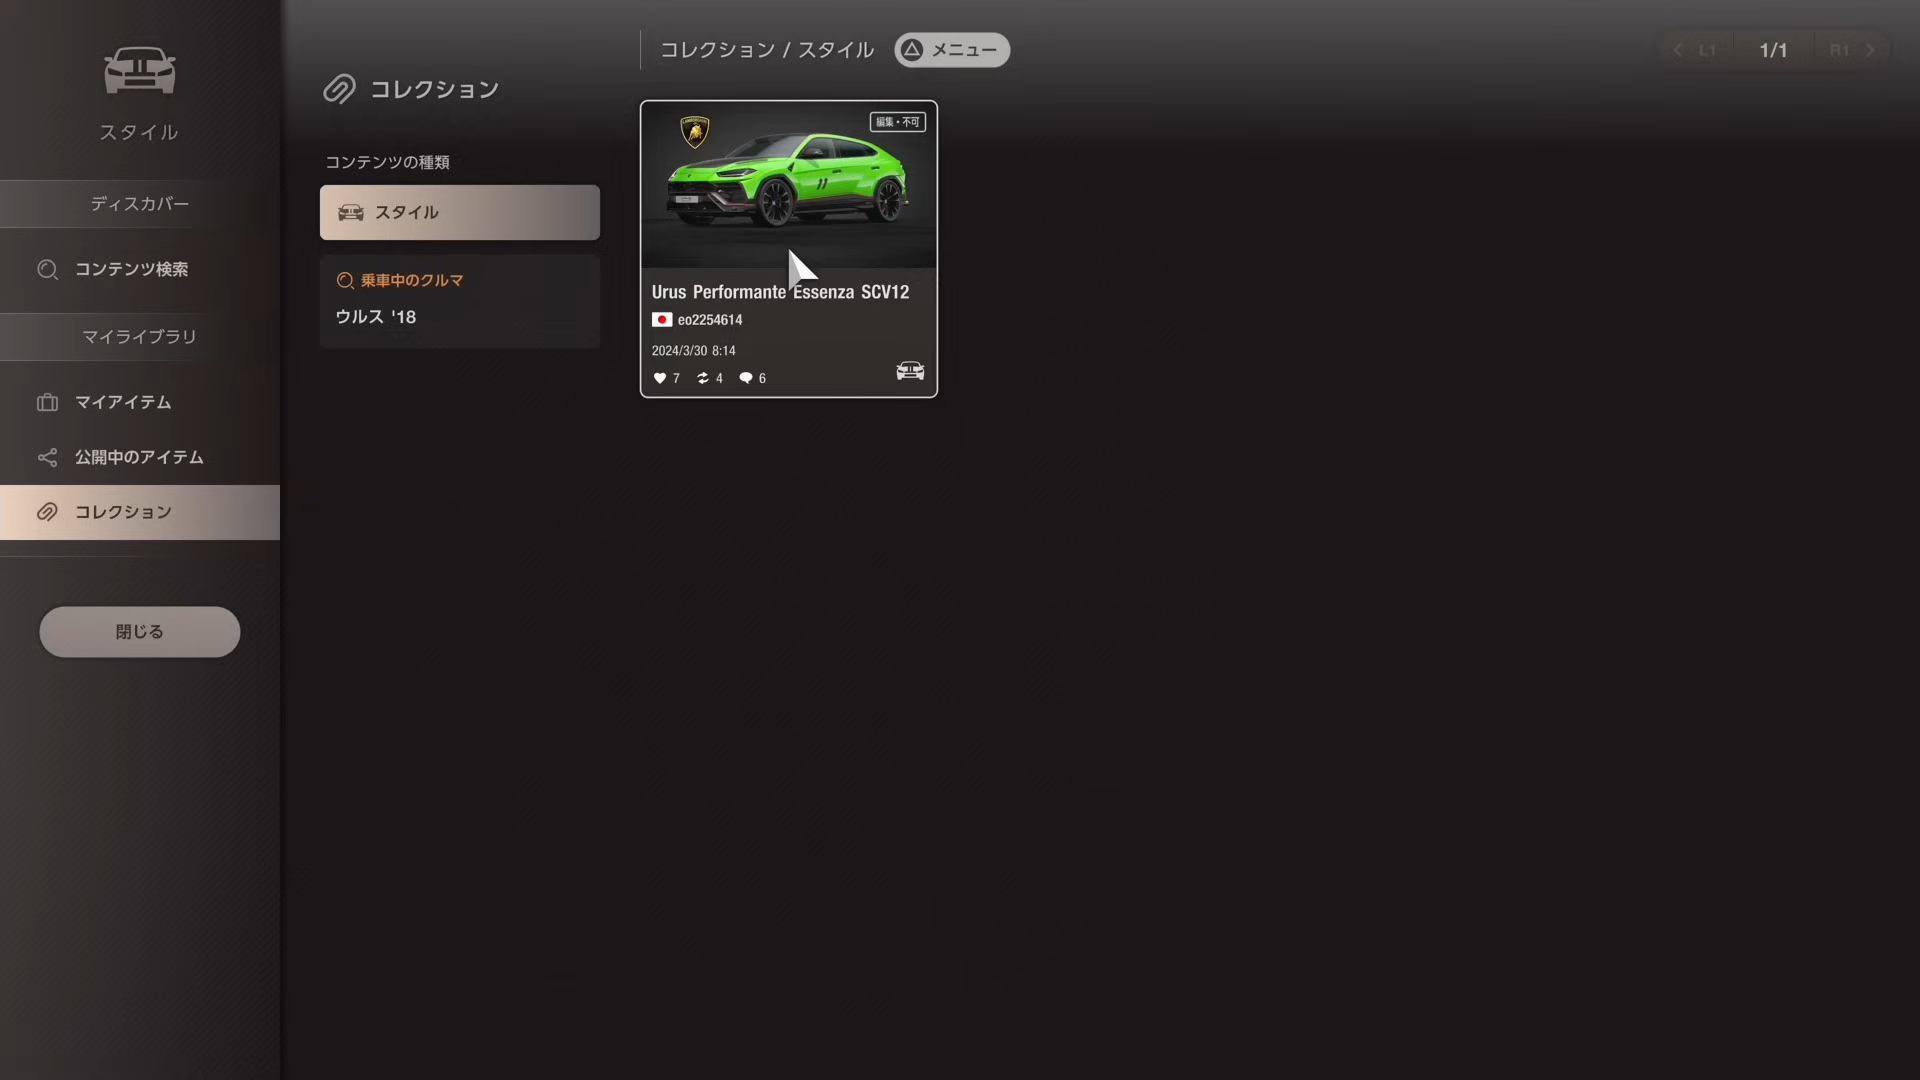 スタイル
ディスカバー
コンテンツ検索
マイライブラリ
マイアイテム
公開中のアイテム
コレクション
閉じる
コレクション
コンテンツの種類
スタイル
乗車中のクルマ
ウルス '18
コレクション / スタイル
メニュー
L1
1/1
R1
編集・不可
Urus Performante Essenza SCV12
eo2254614
2024/3/30 8:14
7 4 6